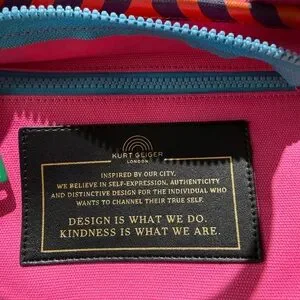 KURT GEIGER
LONDON
INSPIRED BY OUR CITY,
WE BELIEVE IN SELF-EXPRESSION, AUTHENTICITY
AND DISTINCTIVE DESIGN FOR THE INDIVIDUAL WHO
WANTS TO CHANNEL THEIR TRUE SELF.
DESIGN IS WHAT WE DO.
KINDNESS IS WHAT WE ARE.